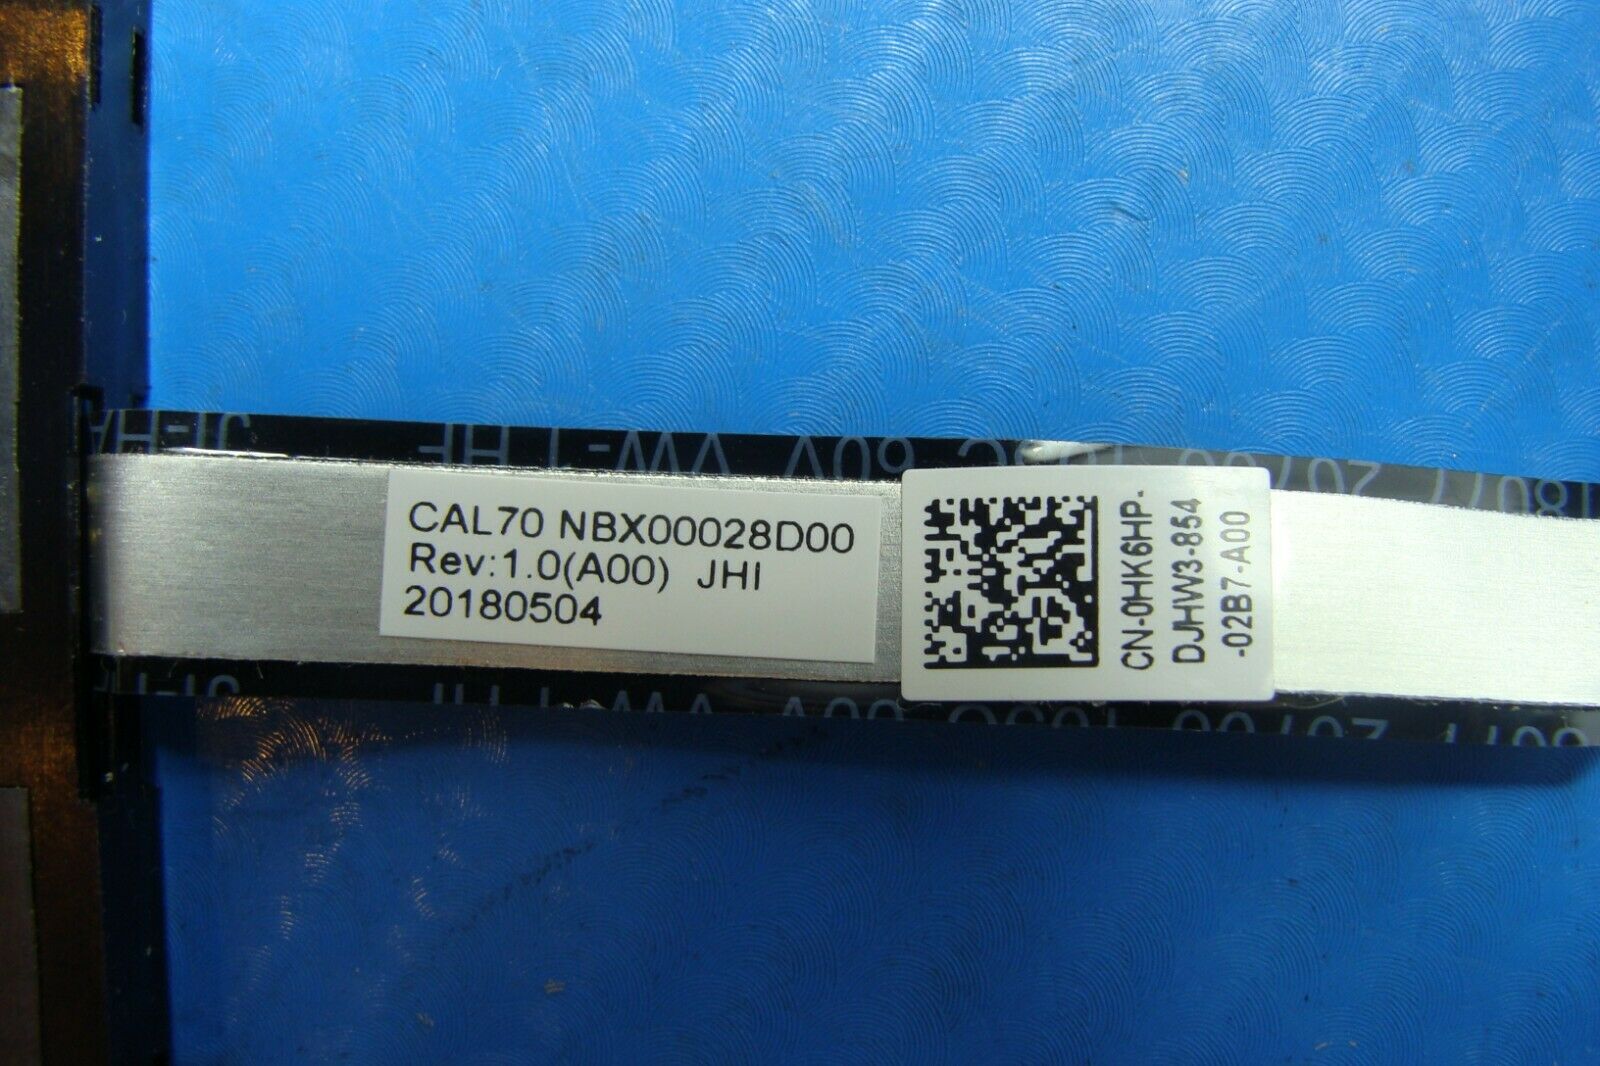 CAL70 NBX00028D00
Rev:1.0(A00) JHI
20180504
CN-0HK6HP-
DJHW3-854
-02B7-A00